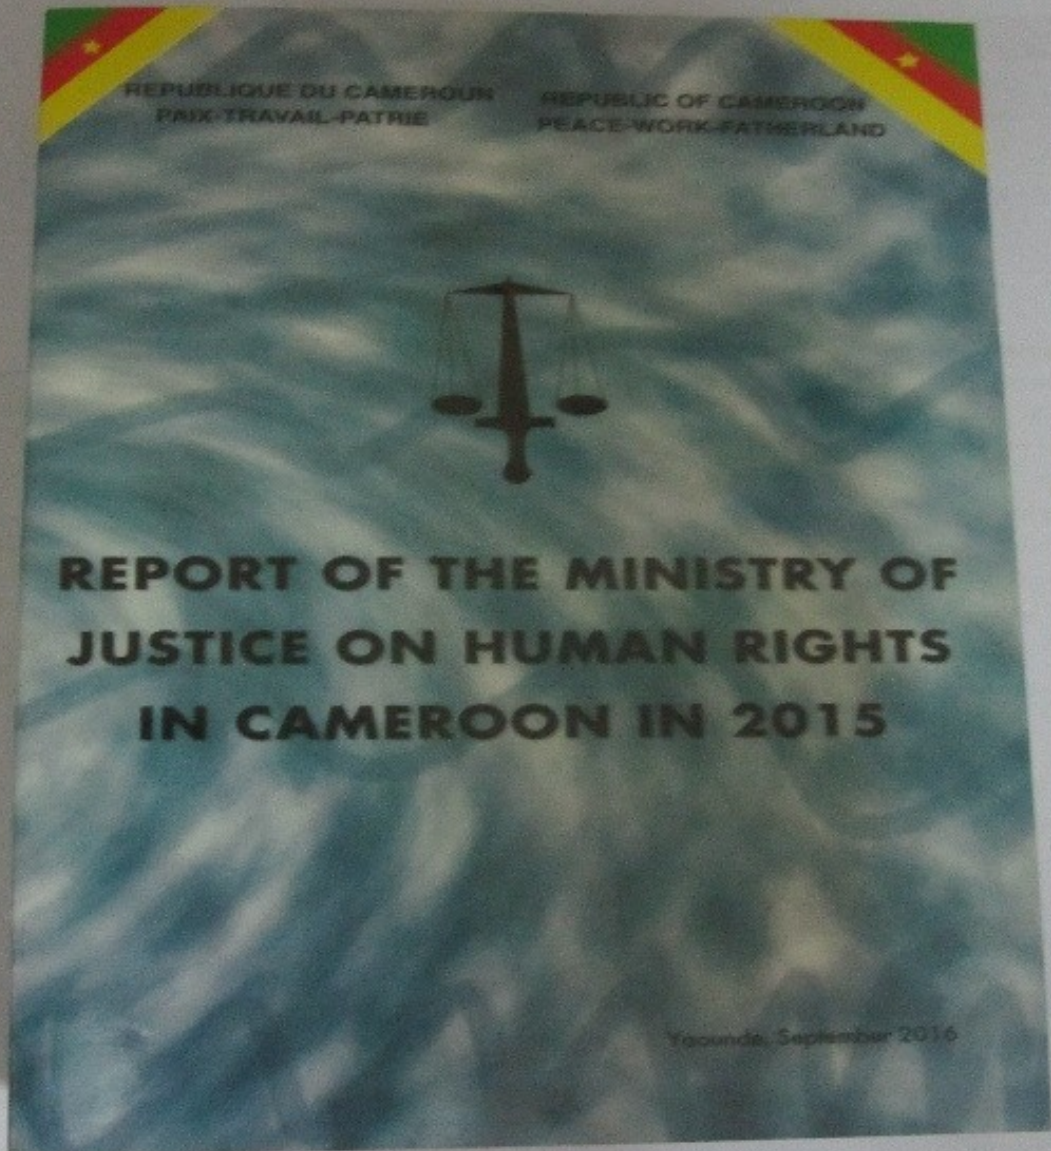 REPUBLIQUE DU CAMEROUN
PAIX-TRAVAIL-PATRIE
REPUBLIC OF CAMEROON
PEACE-WORK-FATHERLAND
REPORT OF THE MINISTRY OF
JUSTICE ON HUMAN RIGHTS
IN CAMEROON IN 2015
Yaounde, September 2016